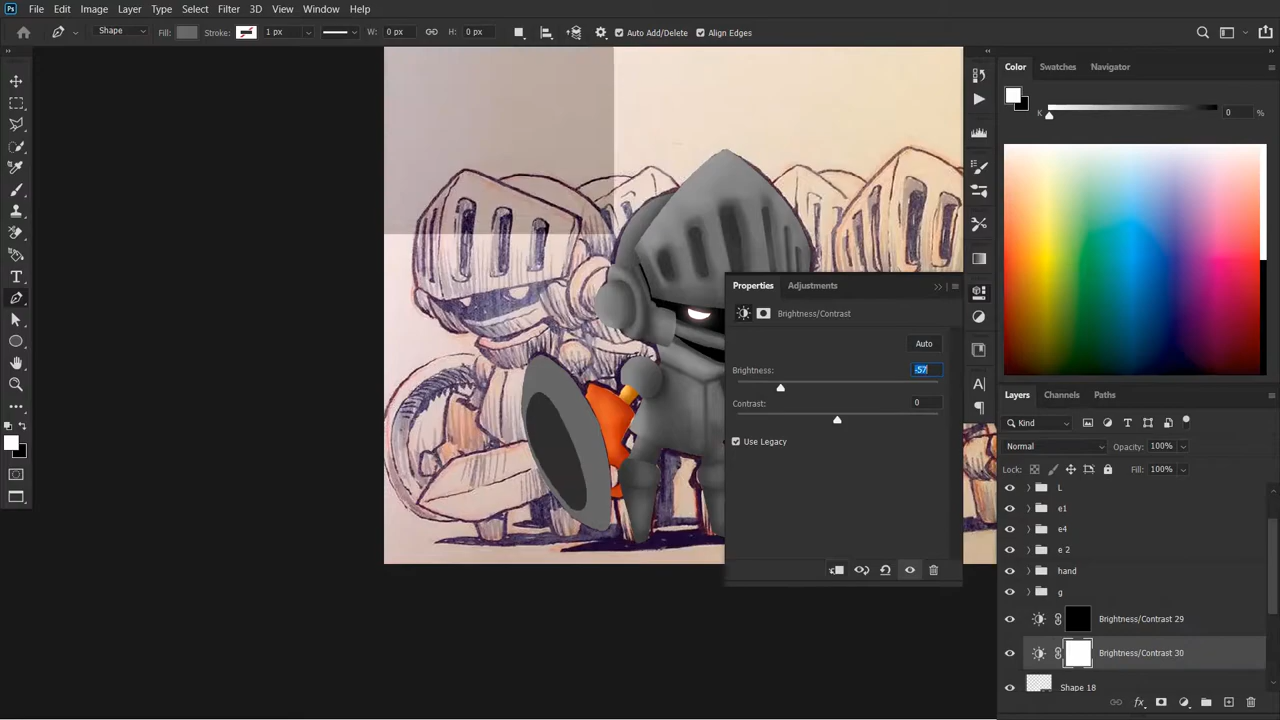 Ps File Edit Image Layer Type Select Filter 3D View Window Help
Shape Fill: Stroke: 1 px W: 0 px H: 0 px Auto Add/Delete Align Edges
Color Swatches Navigator
K 0 %
Properties Adjustments
Brightness/Contrast
Auto
Brightness: -57
Contrast: 0
Use Legacy
Layers Channels Paths
Kind
Normal Opacity: 100%
Lock: Fill: 100%
L
e1
e4
e 2
hand
g
Brightness/Contrast 29
Brightness/Contrast 30
Shape 18
fx